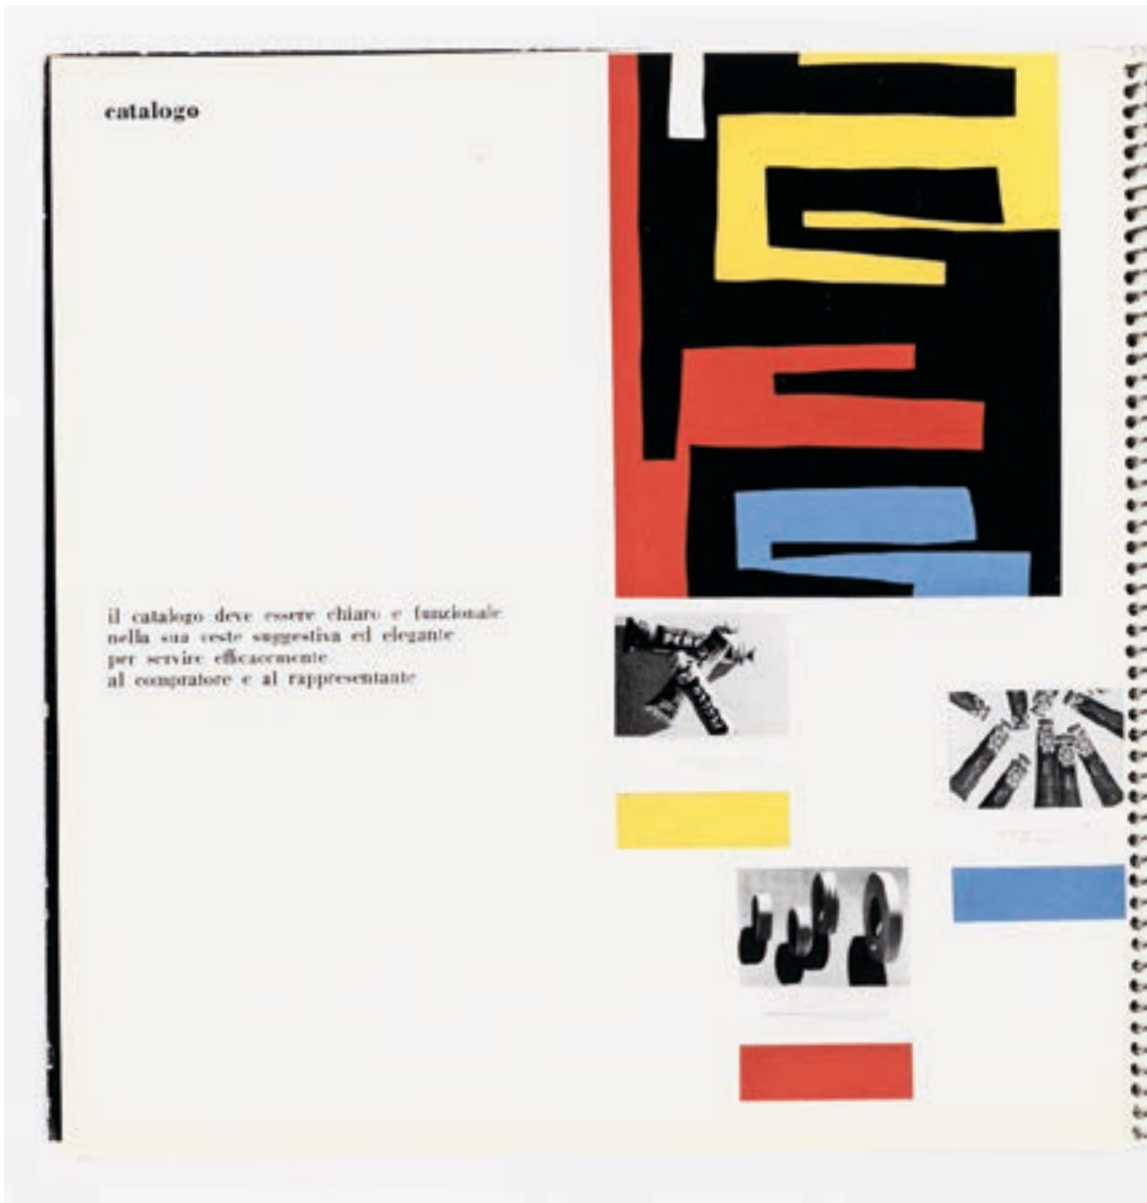 catalogo
il catalogo deve essere chiaro e funzionale
nella sua veste suggestiva ed elegante
per servire efficacemente
al compratore e al rappresentante